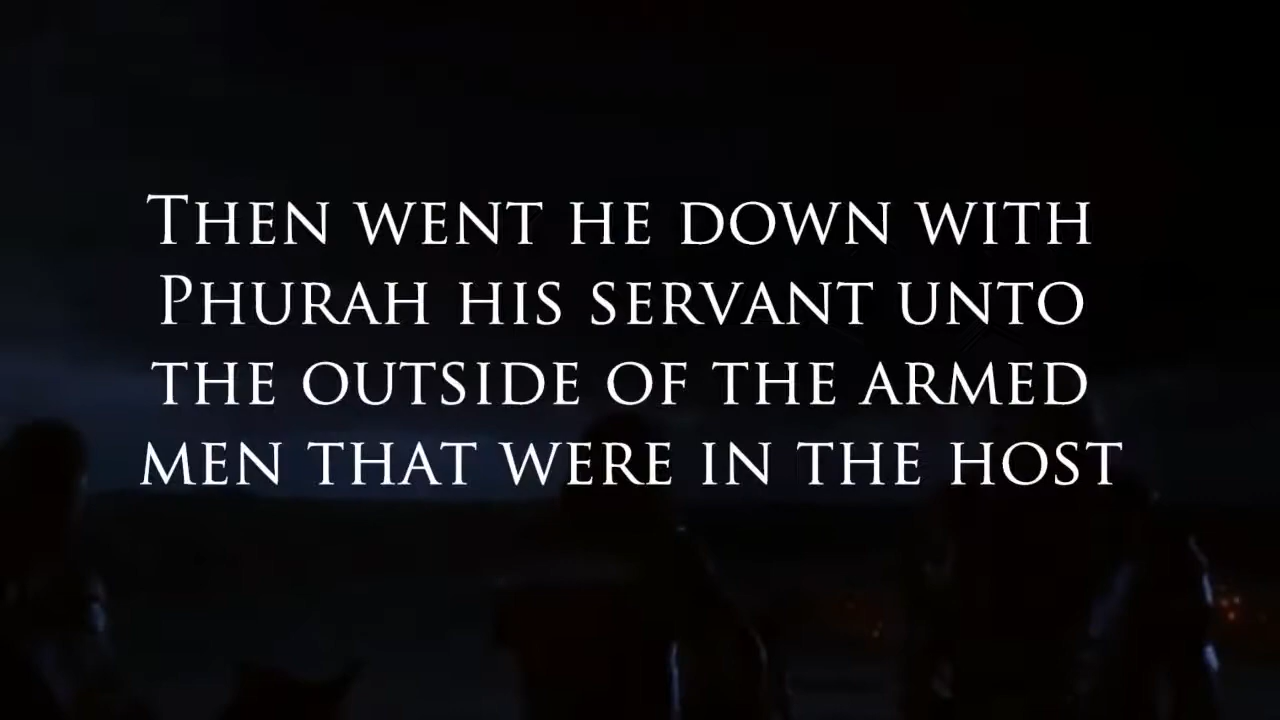 Then went he down with
Phurah his servant unto
the outside of the armed
men that were in the host